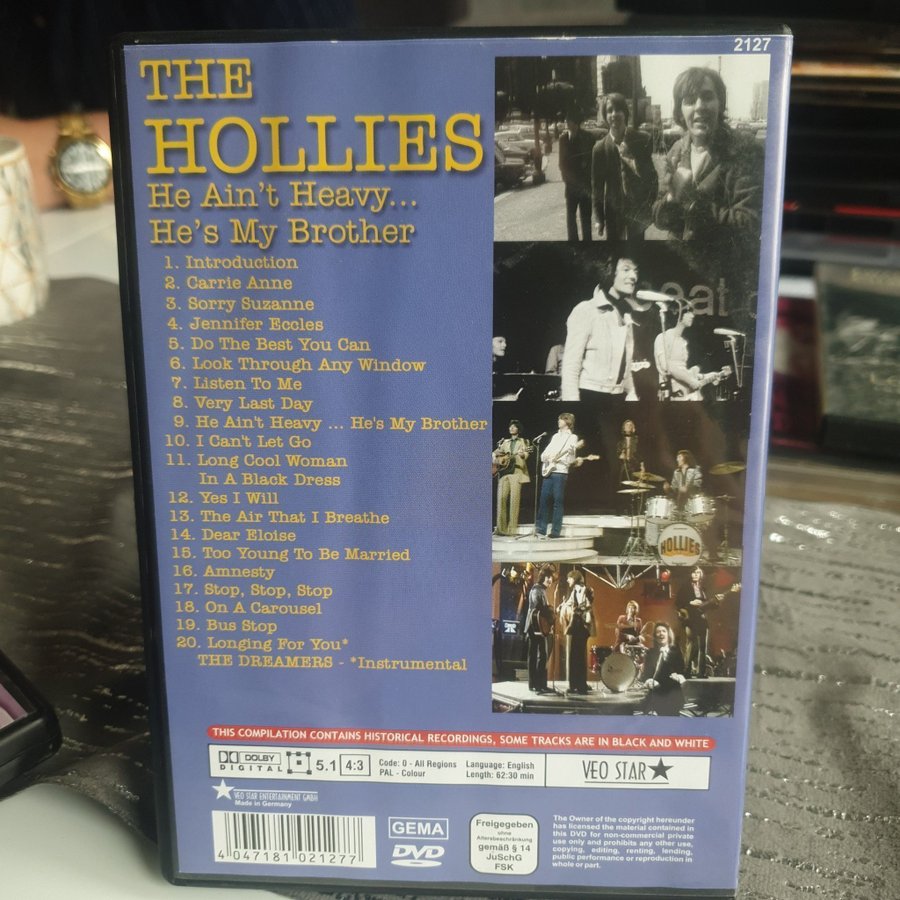 2127
THE
HOLLIES
He Ain't Heavy...
He's My Brother
1. Introduction
2. Carrie Anne
3. Sorry Suzanne
4. Jennifer Eccles
5. Do The Best You Can
6. Look Through Any Window
7. Listen To Me
8. Very Last Day
9. He Ain't Heavy ... He's My Brother
10. I Can't Let Go
11. Long Cool Woman
In A Black Dress
12. Yes I Will
13. The Air That I Breathe
14. Dear Eloise
15. Too Young To Be Married
16. Amnesty
17. Stop, Stop, Stop
18. On A Carousel
19. Bus Stop
20. Longing For You*
THE DREAMERS - *Instrumental
eat
HOLLIES
THIS COMPILATION CONTAINS HISTORICAL RECORDINGS, SOME TRACKS ARE IN BLACK AND WHITE
DOLBY
DIGITAL
5.1
4:3
Code: 0 - All Regions
PAL - Colour
Language: English
Length: 62:30 min
VEO STAR
VEO STAR ENTERTAINMENT GMBH
Made in Germany
4 047181 021277
GEMA
DVD
Freigegeben
ohne
Altersbeschränkung
gemäß § 14
JuSchG
FSK
The Owner of the copyright hereunder
has licensed the material contained in
this DVD for non-commercial private
use only and prohibits any other use,
copying, editing, renting, lending,
public performance or reproduction in
whole or part.